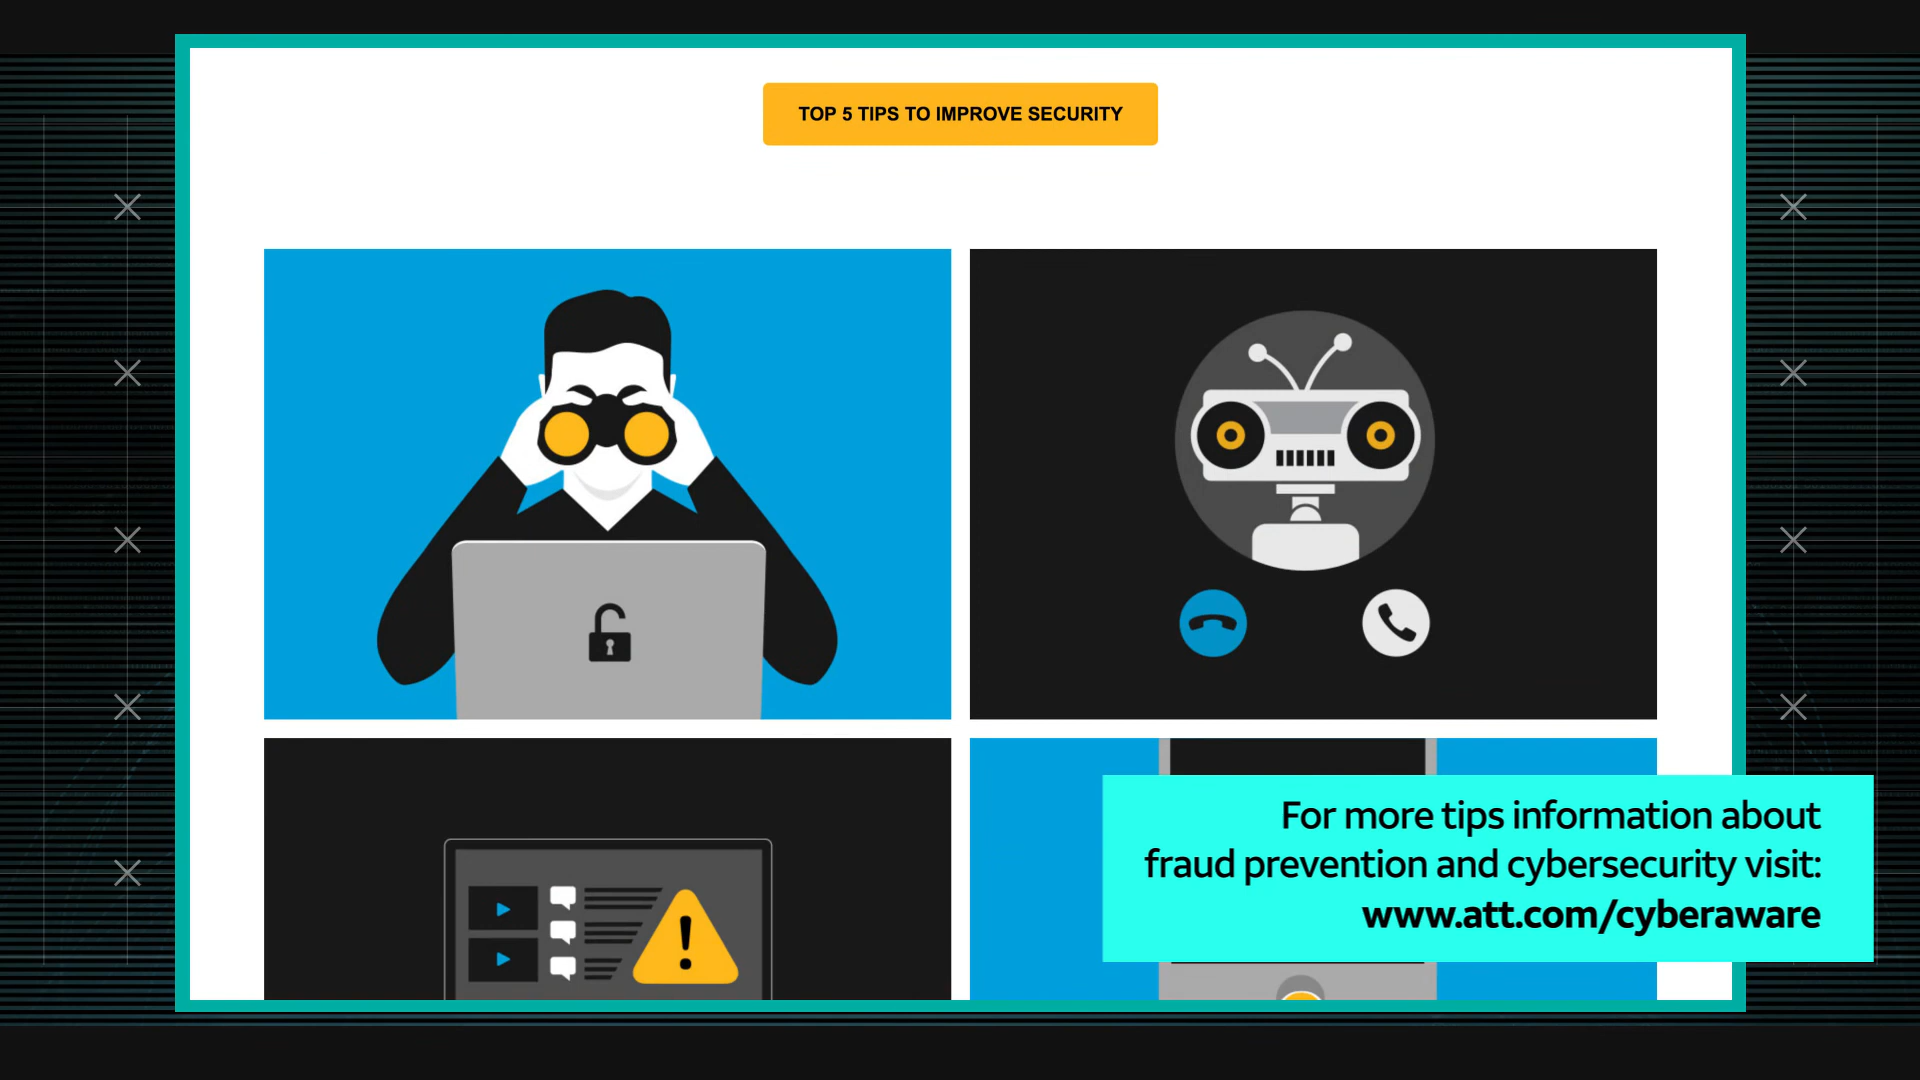 TOP 5 TIPS TO IMPROVE SECURITY
For more tips information about
fraud prevention and cybersecurity visit:
www.att.com/cyberaware